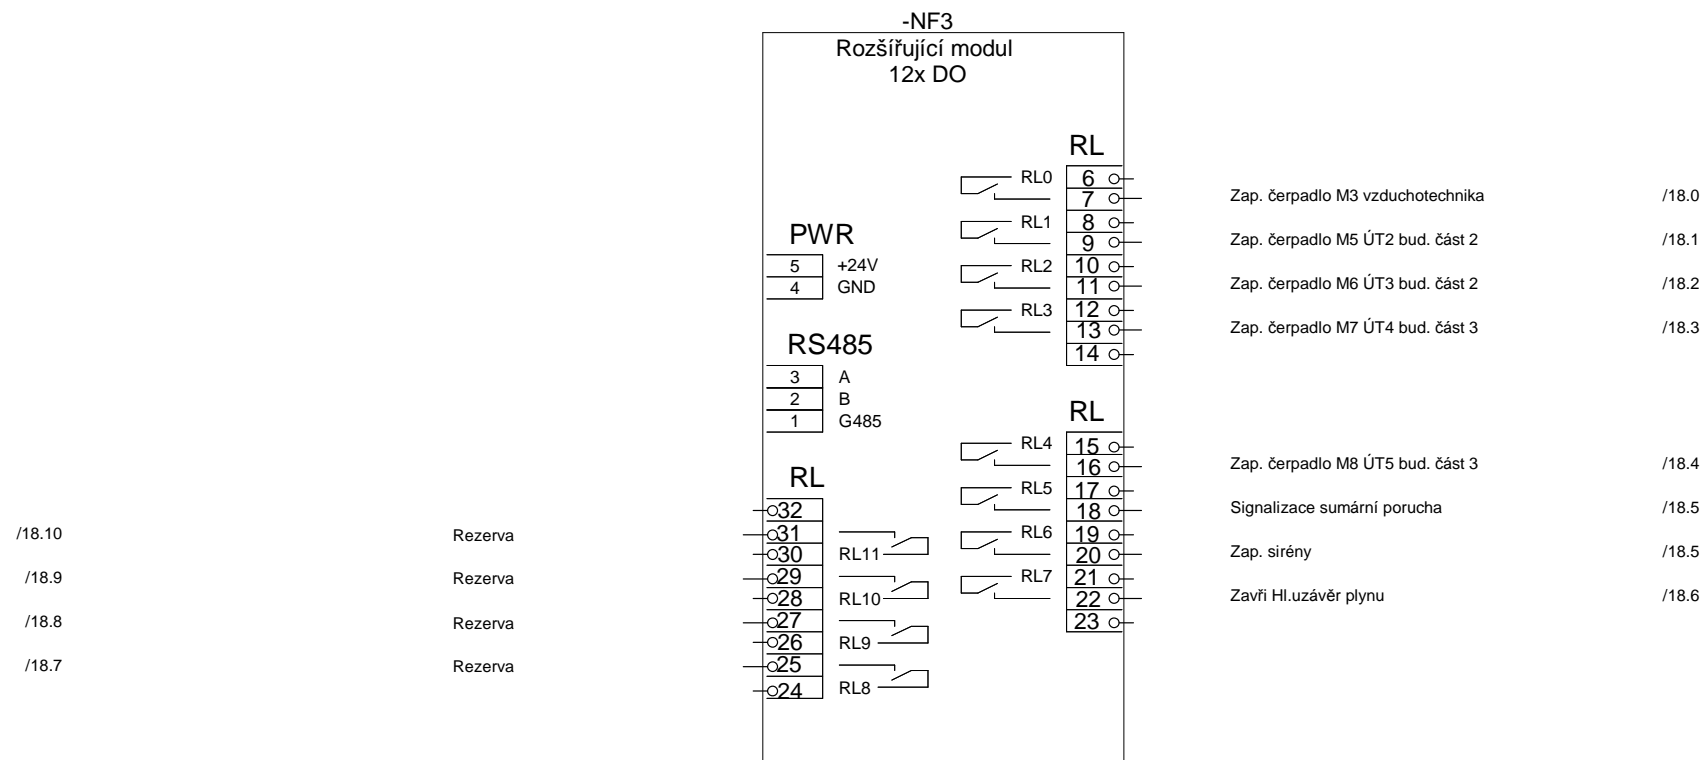 -NF3
Rozšířující modul
12x DO
RL
RL0 6
7 Zap. čerpadlo M3 vzduchotechnika /18.0
RL1 8
9 Zap. čerpadlo M5 ÚT2 bud. část 2 /18.1
RL2 10
11 Zap. čerpadlo M6 ÚT3 bud. část 2 /18.2
RL3 12
13 Zap. čerpadlo M7 ÚT4 bud. část 3 /18.3
14
PWR
5 +24V
4 GND
RS485
3 A
2 B
1 G485
RL
RL4 15
16 Zap. čerpadlo M8 ÚT5 bud. část 3 /18.4
RL5 17
18 Signalizace sumární porucha /18.5
RL6 19
20 Zap. sirény /18.5
RL7 21
22 Zavři Hl.uzávěr plynu /18.6
23
RL
32
/18.10 Rezerva 31
30 RL11
/18.9 Rezerva 29
28 RL10
/18.8 Rezerva 27
26 RL9
/18.7 Rezerva 25
24 RL8